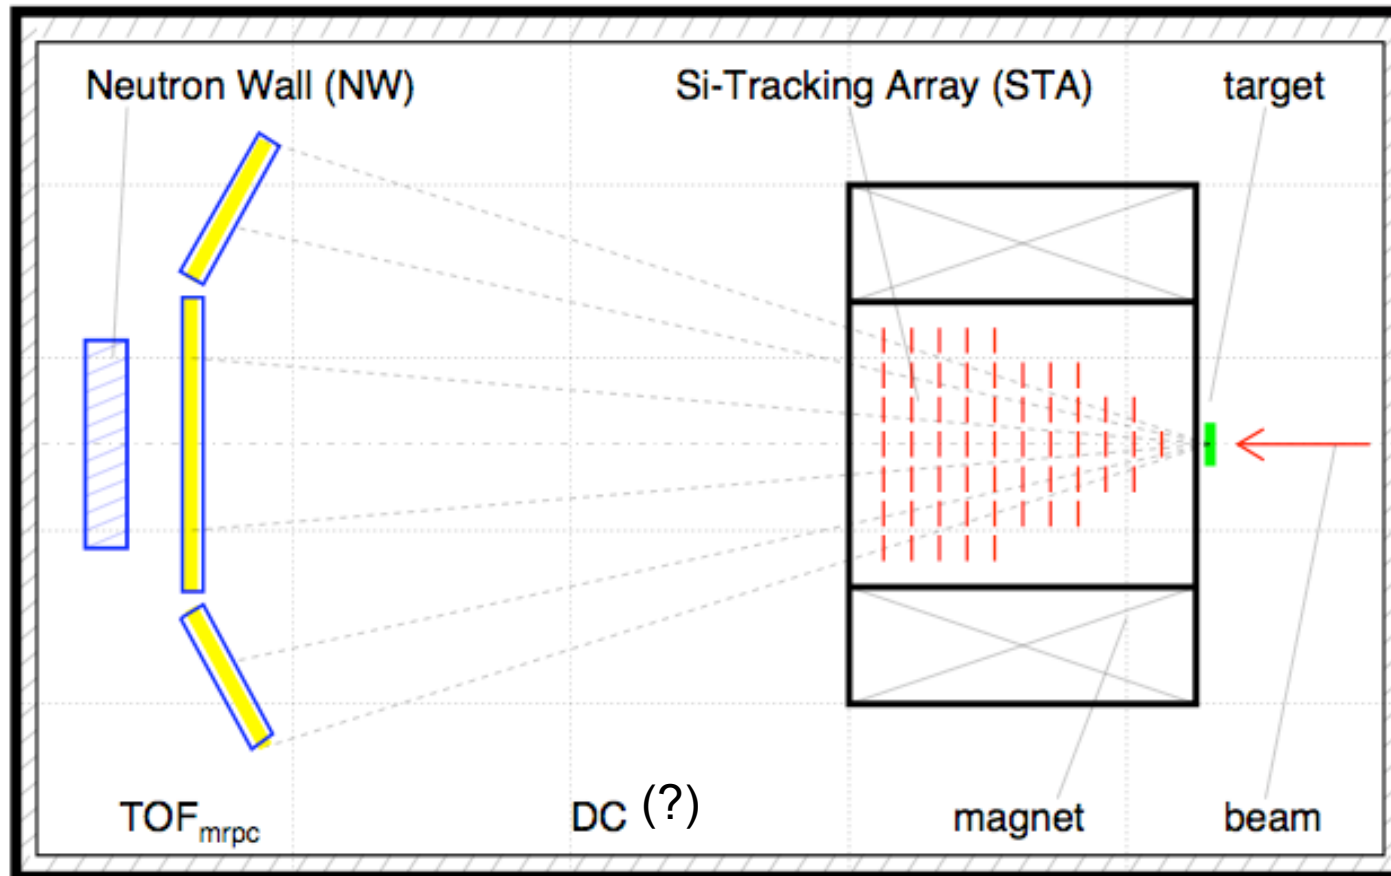 Neutron Wall (NW)
Si-Tracking Array (STA)
target
TOFmrpc
DC (?)
magnet
beam